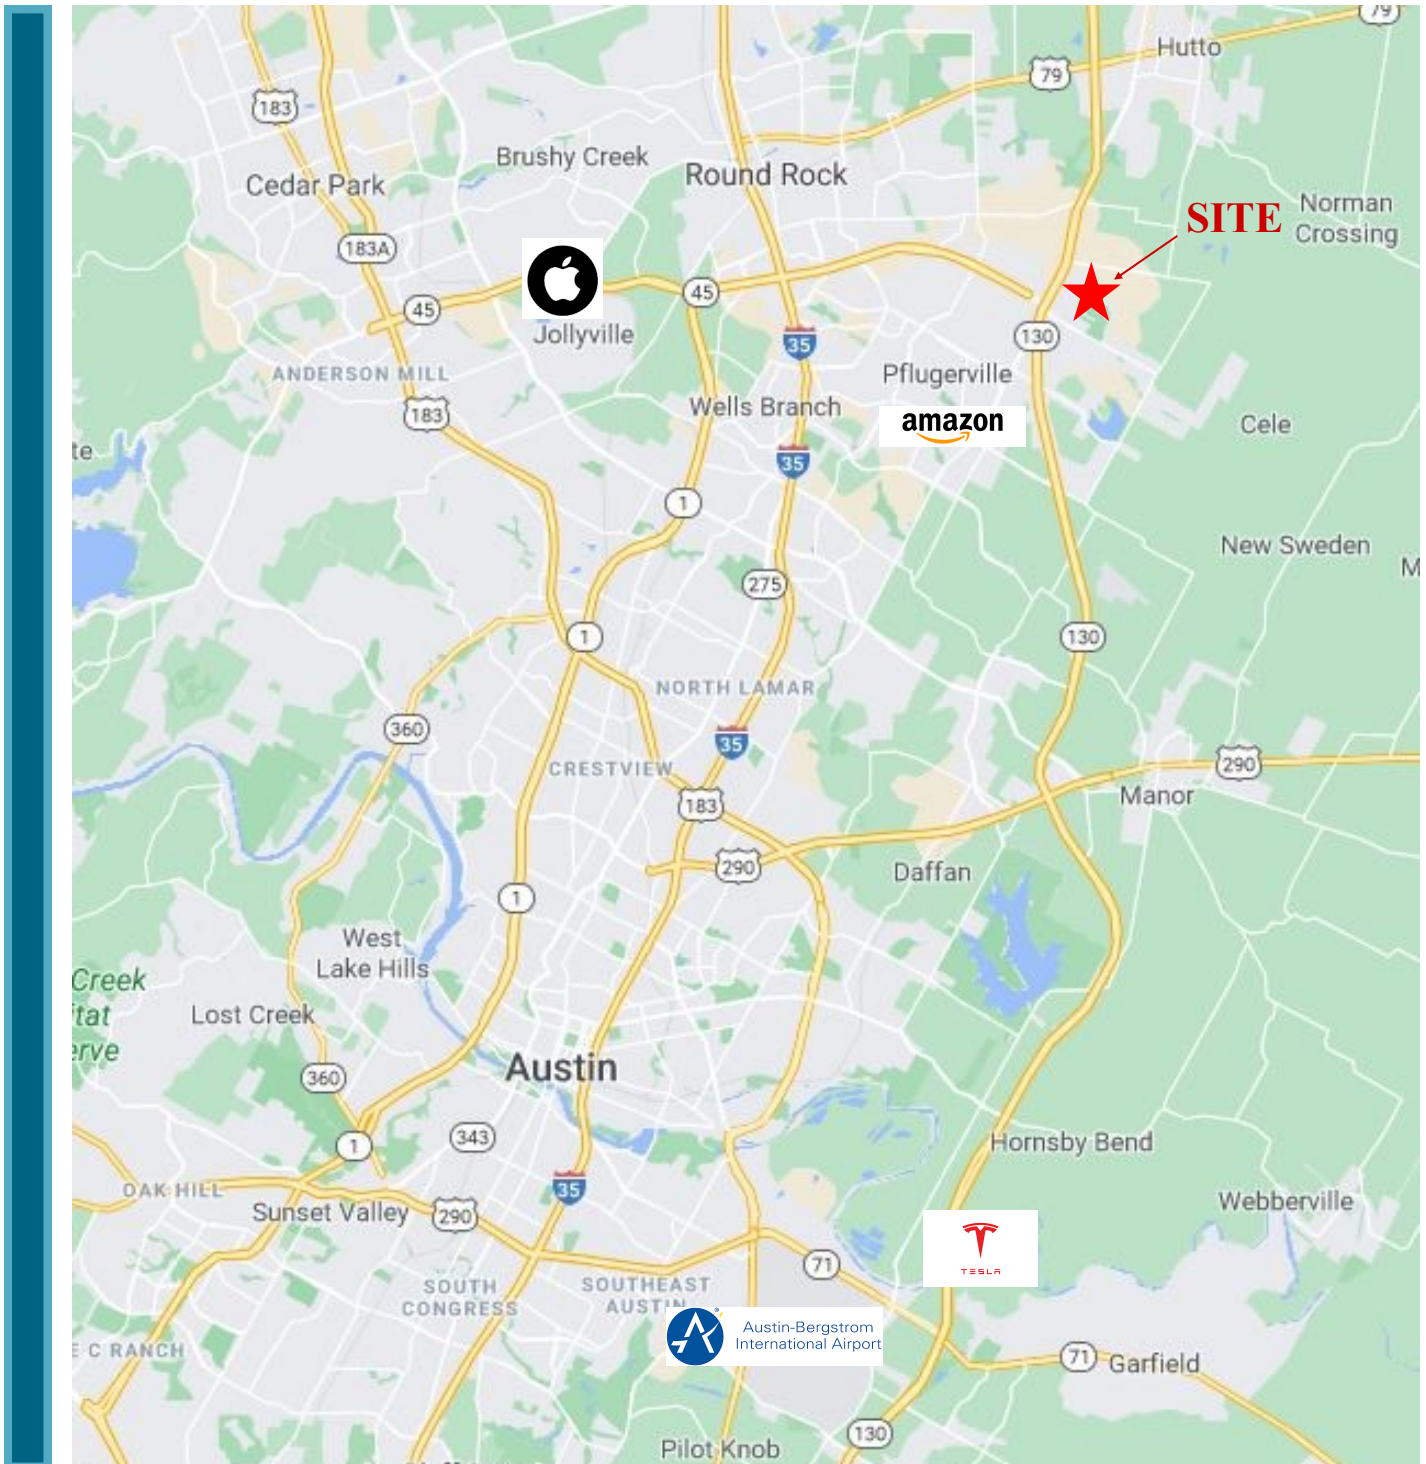 79
Hutto
79
183
Brushy Creek
Round Rock
Cedar Park
Norman
Crossing
SITE
183A
45
45
130
Jollyville
35
ANDERSON MILL
Pflugerville
183
Wells Branch
amazon
Cele
te
35
1
New Sweden
M
275
1
130
NORTH LAMAR
360
35
CRESTVIEW
290
Manor
183
290
Daffan
1
West
Lake Hills
Creek
itat
erve
Lost Creek
Austin
360
343
1
Hornsby Bend
OAK HILL
35
Sunset Valley
290
Webberville
TESLA
71
SOUTH
CONGRESS
SOUTHEAST
AUSTIN
Austin-Bergstrom
International Airport
E C RANCH
71
Garfield
130
Pilot Knob